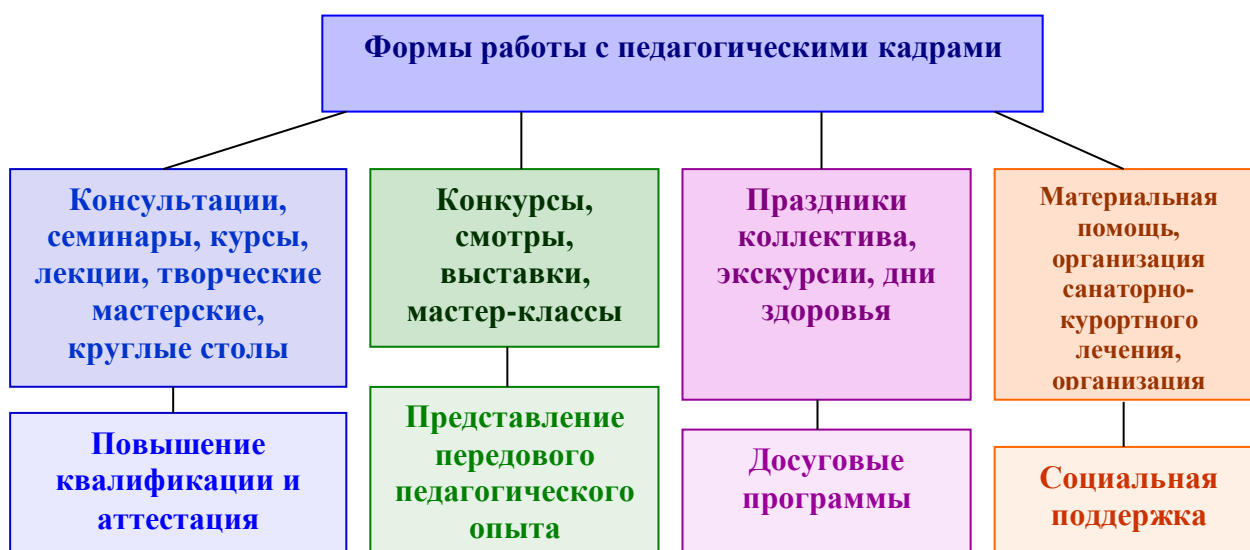 Формы работы с педагогическими кадрами
Консультации,
семинары, курсы,
лекции, творческие
мастерские,
круглые столы
Конкурсы,
смотры,
выставки,
мастер-классы
Праздники
коллектива,
экскурсии, дни
здоровья
Материальная
помощь,
организация
санаторно-
курортного
лечения,
организация
Повышение
квалификации и
аттестация
Представление
передового
педагогического
опыта
Досуговые
программы
Социальная
поддержка